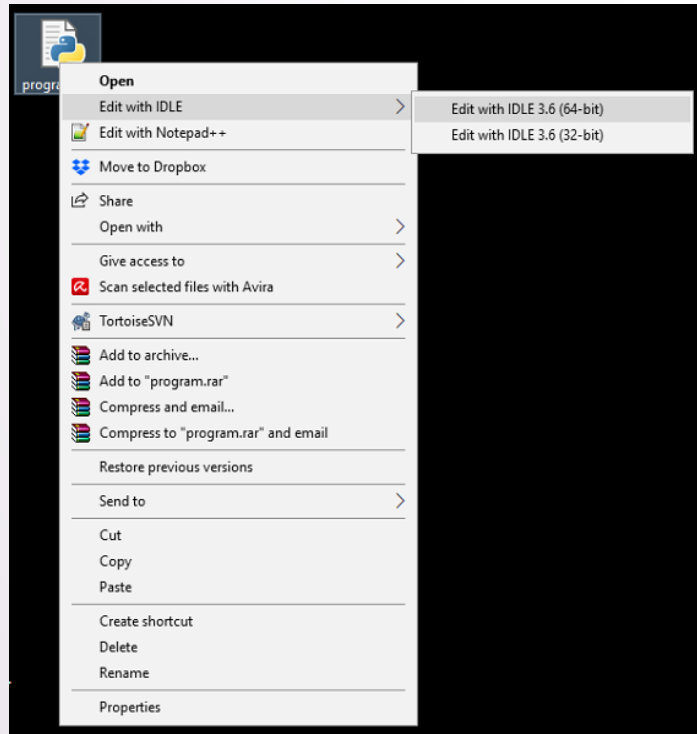 progra
Open
Edit with IDLE
Edit with IDLE 3.6 (64-bit)
Edit with IDLE 3.6 (32-bit)
Edit with Notepad++
Move to Dropbox
Share
Open with
Give access to
Scan selected files with Avira
TortoiseSVN
Add to archive...
Add to "program.rar"
Compress and email...
Compress to "program.rar" and email
Restore previous versions
Send to
Cut
Copy
Paste
Create shortcut
Delete
Rename
Properties